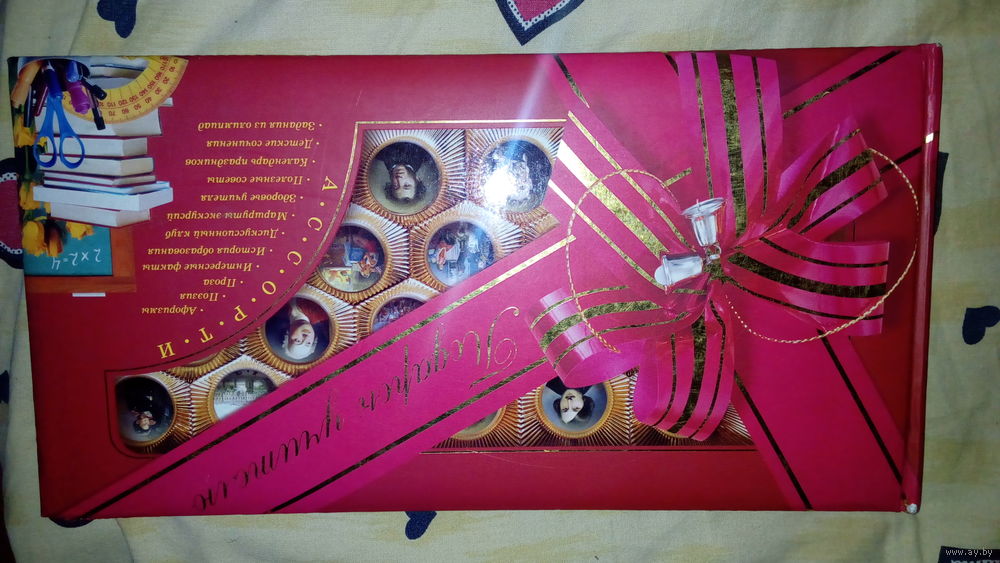 Подарок учителю
А·С·С·О·Р·Т·И
• Афоризмы
• Поэзия
• Проза
• Интересные факты
• История образования
• Дискуссионный клуб
• Маршруты экскурсий
• Здоровье учителя
• Полезные советы
• Календарь праздников
• Детские сочинения
• Задания из олимпиад
2×2=4
www.ay.by